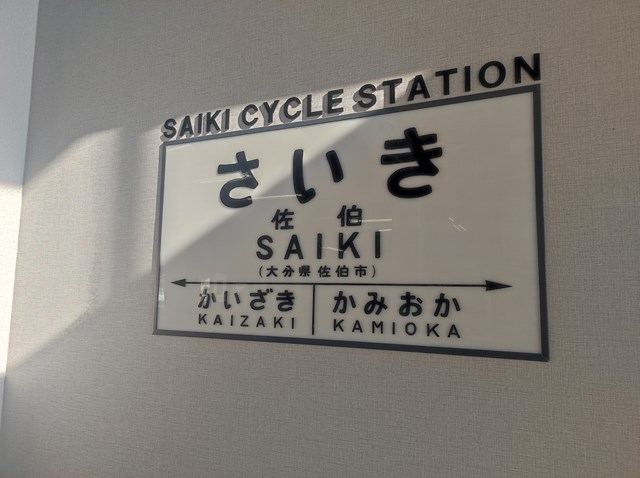 SAIKI CYCLE STATION
さいき
佐伯
SAIKI
(大分県佐伯市)
かいざき かみおか
KAIZAKI KAMIOKA